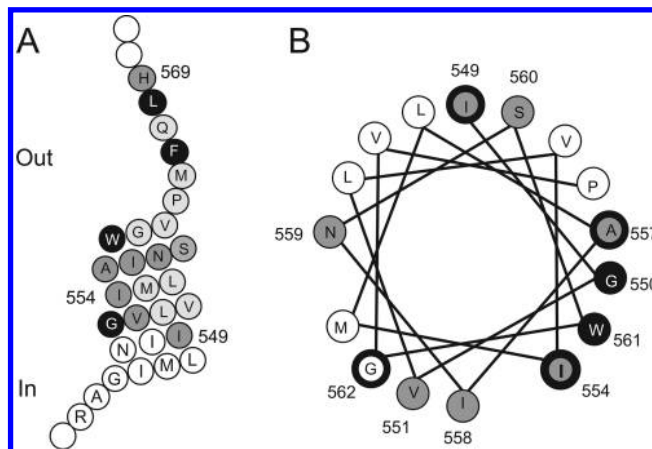 A
H 569
L
Q
Out
F
M
P
W G V
A I N S
554 I M L
G V L V
N I I 549
In
R A G I M L
B
549 560
L I S
V V
L P
559 N A 557
G 550
M W
561
G I 554
562 V I
551 558